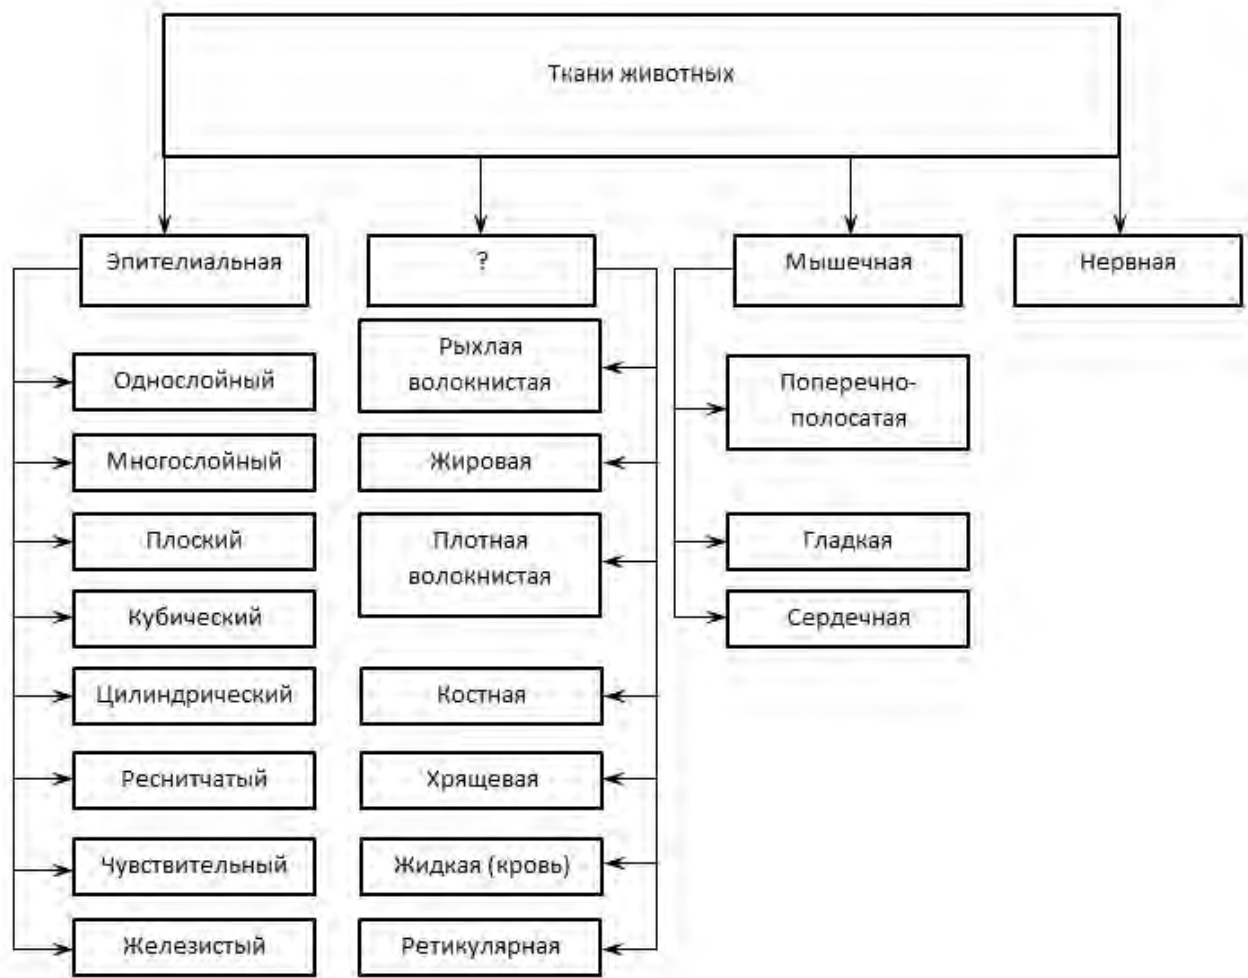 Ткани животных
Эпителиальная
?
Мышечная
Нервная
Однослойный
Многослойный
Плоский
Кубический
Цилиндрический
Реснитчатый
Чувствительный
Железистый
Рыхлая
волокнистая
Жировая
Плотная
волокнистая
Костная
Хрящевая
Жидкая (кровь)
Ретикулярная
Поперечно-
полосатая
Гладкая
Сердечная